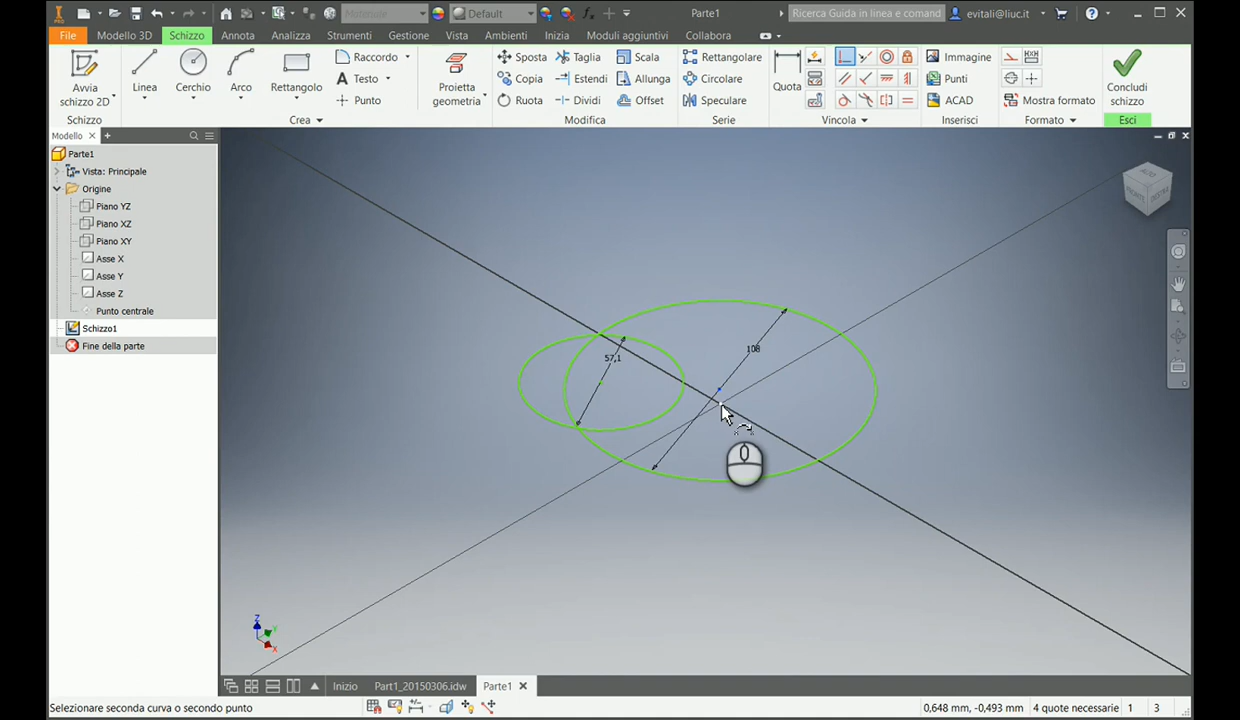 Materiale
Default
Parte1
Ricerca Guida in linea e comand
evitali@liuc.it
File
Modello 3D
Schizzo
Annota
Analizza
Strumenti
Gestione
Vista
Ambienti
Inizia
Moduli aggiuntivi
Collabora
Avvia
schizzo 2D
Linea
Cerchio
Arco
Rettangolo
Raccordo
Testo
Punto
Proietta
geometria
Sposta
Copia
Ruota
Taglia
Estendi
Dividi
Scala
Allunga
Offset
Rettangolare
Circolare
Speculare
Quota
Immagine
Punti
ACAD
Mostra formato
Concludi
schizzo
Schizzo
Crea
Modifica
Serie
Vincola
Inserisci
Formato
Esci
Modello
Parte1
Vista: Principale
Origine
Piano YZ
Piano XZ
Piano XY
Asse X
Asse Y
Asse Z
Punto centrale
Schizzo1
Fine della parte
ALTO
FRONTE
DESTRE
57,1
108
Z
Y
X
Inizio
Part1_20150306.idw
Parte1
Selezionare seconda curva o secondo punto
0,648 mm, -0,493 mm
4 quote necessarie
1
3